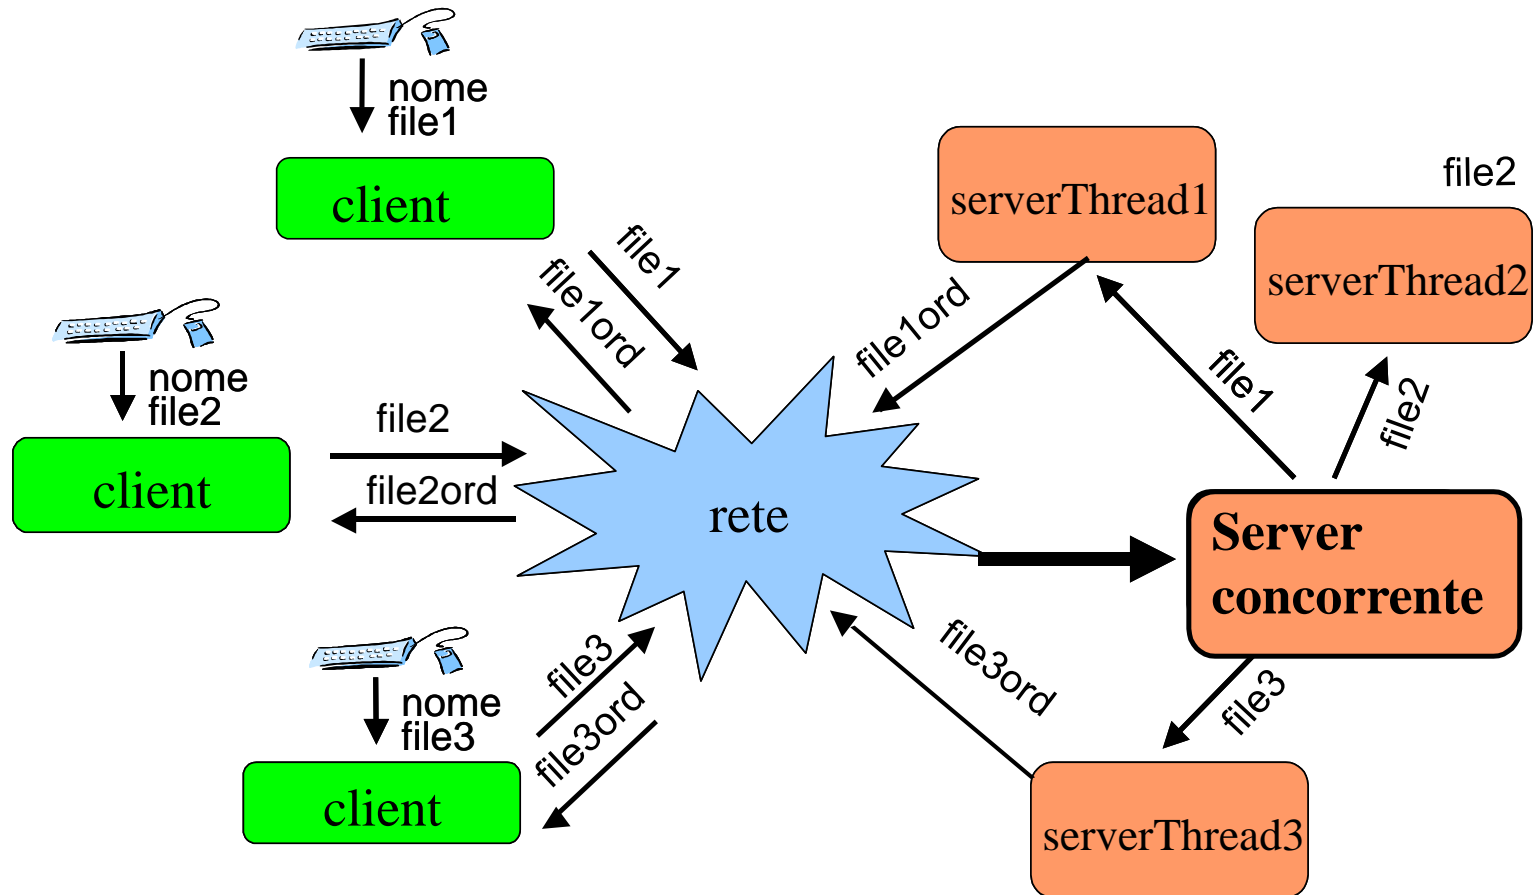 nome
file1
client
file1
file1ord
nome
file2
client
file2
file2ord
nome
file3
client
file3
file3ord
rete
serverThread1
file1ord
file1
file2
serverThread2
file2
Server
concorrente
file3ord
file3
serverThread3